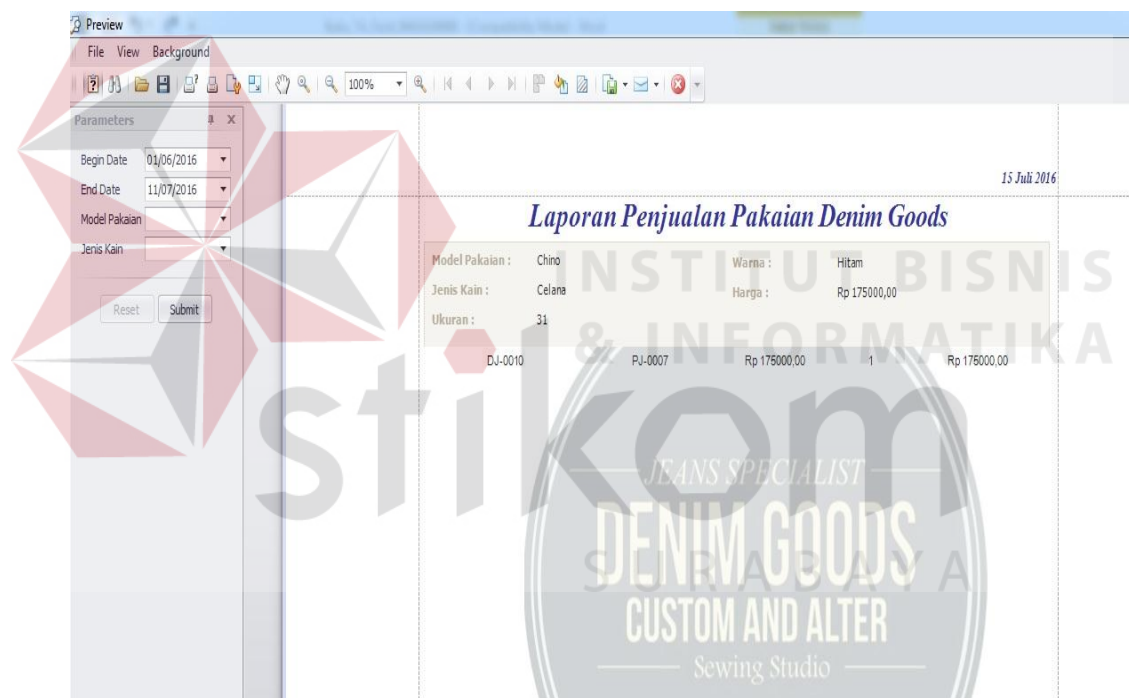 Preview
File View Background
100%
Parameters
Begin Date 01/06/2016
End Date 11/07/2016
Model Pakaian
Jenis Kain
Reset Submit
15 Juli 2016
Laporan Penjualan Pakaian Denim Goods
Model Pakaian : Chino Warna : Hitam
Jenis Kain : Celana Harga : Rp 175000,00
Ukuran : 31
DJ-0010 PJ-0007 Rp 175000,00 1 Rp 175000,00
JEANS SPECIALIST
DENIM GOODS
CUSTOM AND ALTER
Sewing Studio
INSTITUT BISNIS
& INFORMATIKA
stikom
SURABAYA